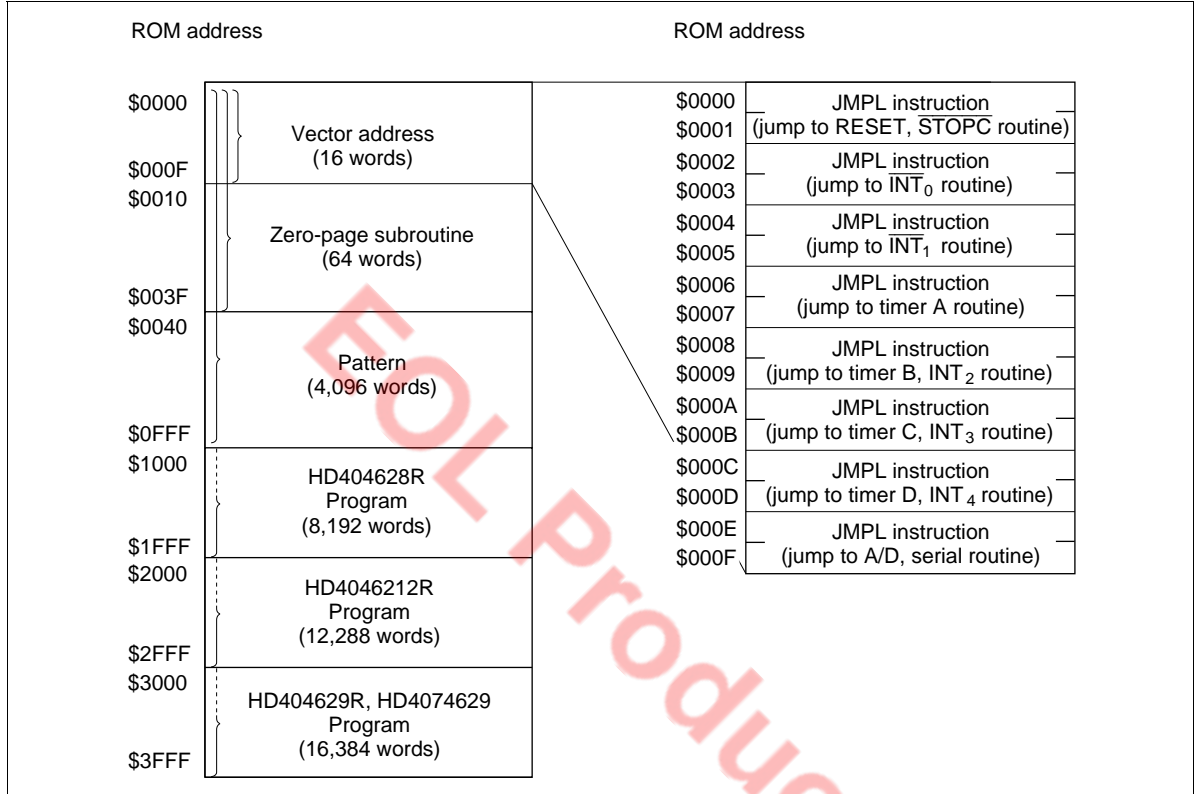 ROM address
$0000
$000F
$0010
$003F
$0040
$0FFF
$1000
$1FFF
$2000
$2FFF
$3000
$3FFF
Vector address
(16 words)
Zero-page subroutine
(64 words)
Pattern
(4,096 words)
HD404628R
Program
(8,192 words)
HD4046212R
Program
(12,288 words)
HD404629R, HD4074629
Program
(16,384 words)
ROM address
$0000
$0001
JMPL instruction
(jump to RESET, STOPC routine)
$0002
$0003
JMPL instruction
(jump to INT0 routine)
$0004
$0005
JMPL instruction
(jump to INT1 routine)
$0006
$0007
JMPL instruction
(jump to timer A routine)
$0008
$0009
JMPL instruction
(jump to timer B, INT2 routine)
$000A
$000B
JMPL instruction
(jump to timer C, INT3 routine)
$000C
$000D
JMPL instruction
(jump to timer D, INT4 routine)
$000E
$000F
JMPL instruction
(jump to A/D, serial routine)
EOL Produc